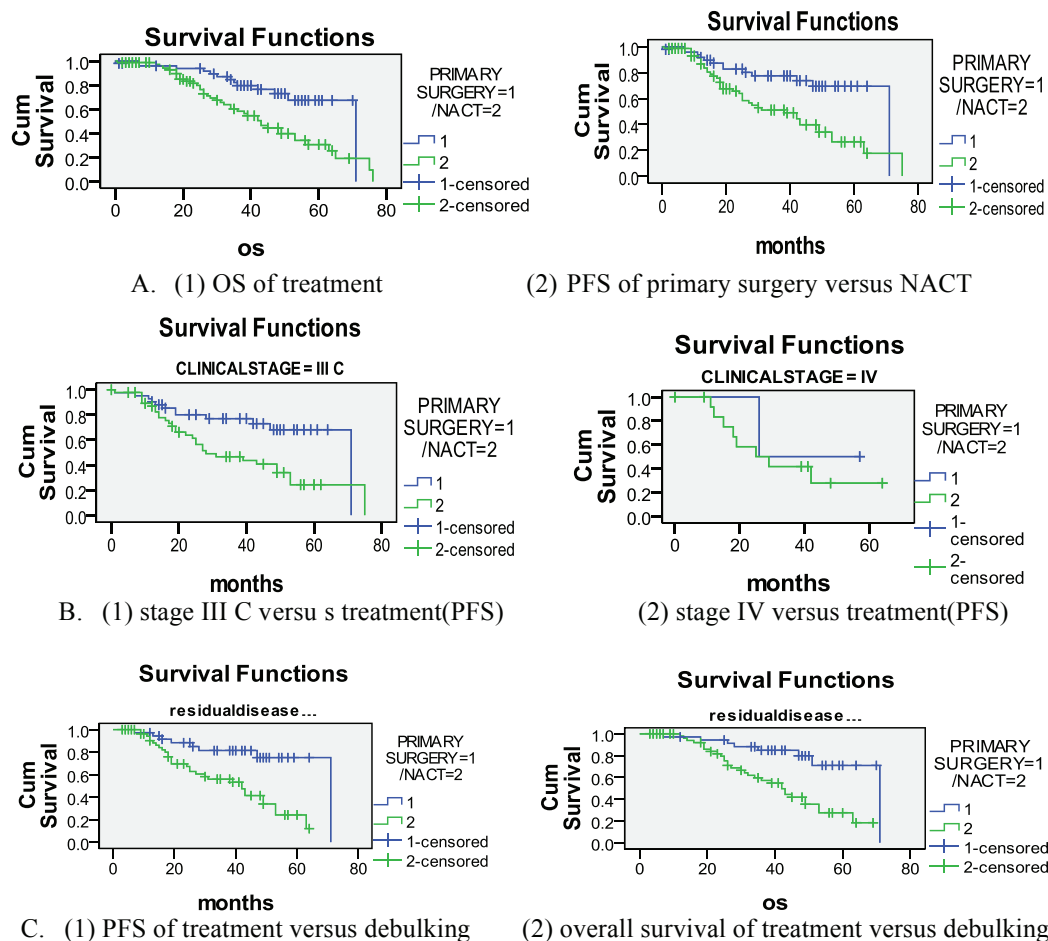 Survival Functions
Cum Survival
1.0
0.8
0.6
0.4
0.2
0.0
0 20 40 60 80
os
PRIMARY
SURGERY=1
/NACT=2
1
2
1-censored
2-censored
A. (1) OS of treatment
Survival Functions
Cum Survival
1.0
0.8
0.6
0.4
0.2
0.0
0 20 40 60 80
months
PRIMARY
SURGERY=1
/NACT=2
1
2
1-censored
2-censored
(2) PFS of primary surgery versus NACT
Survival Functions
CLINICALSTAGE = III C
Cum Survival
1.0
0.8
0.6
0.4
0.2
0.0
0 20 40 60 80
months
PRIMARY
SURGERY=1
/NACT=2
1
2
1-censored
2-censored
B. (1) stage III C versu s treatment(PFS)
Survival Functions
CLINICALSTAGE = IV
Cum Survival
1.0
0.8
0.6
0.4
0.2
0.0
0 20 40 60
months
PRIMARY
SURGERY=1
/NACT=2
1
2
1-
censored
2-
censored
(2) stage IV versus treatment(PFS)
Survival Functions
residualdisease...
Cum Survival
1.0
0.8
0.6
0.4
0.2
0.0
0 20 40 60 80
months
PRIMARY
SURGERY=1
/NACT=2
1
2
1-censored
2-censored
C. (1) PFS of treatment versus debulking
Survival Functions
residualdisease...
Cum Survival
1.0
0.8
0.6
0.4
0.2
0.0
0 20 40 60 80
os
PRIMARY
SURGERY=1
/NACT=2
1
2
1-censored
2-censored
(2) overall survival of treatment versus debulking